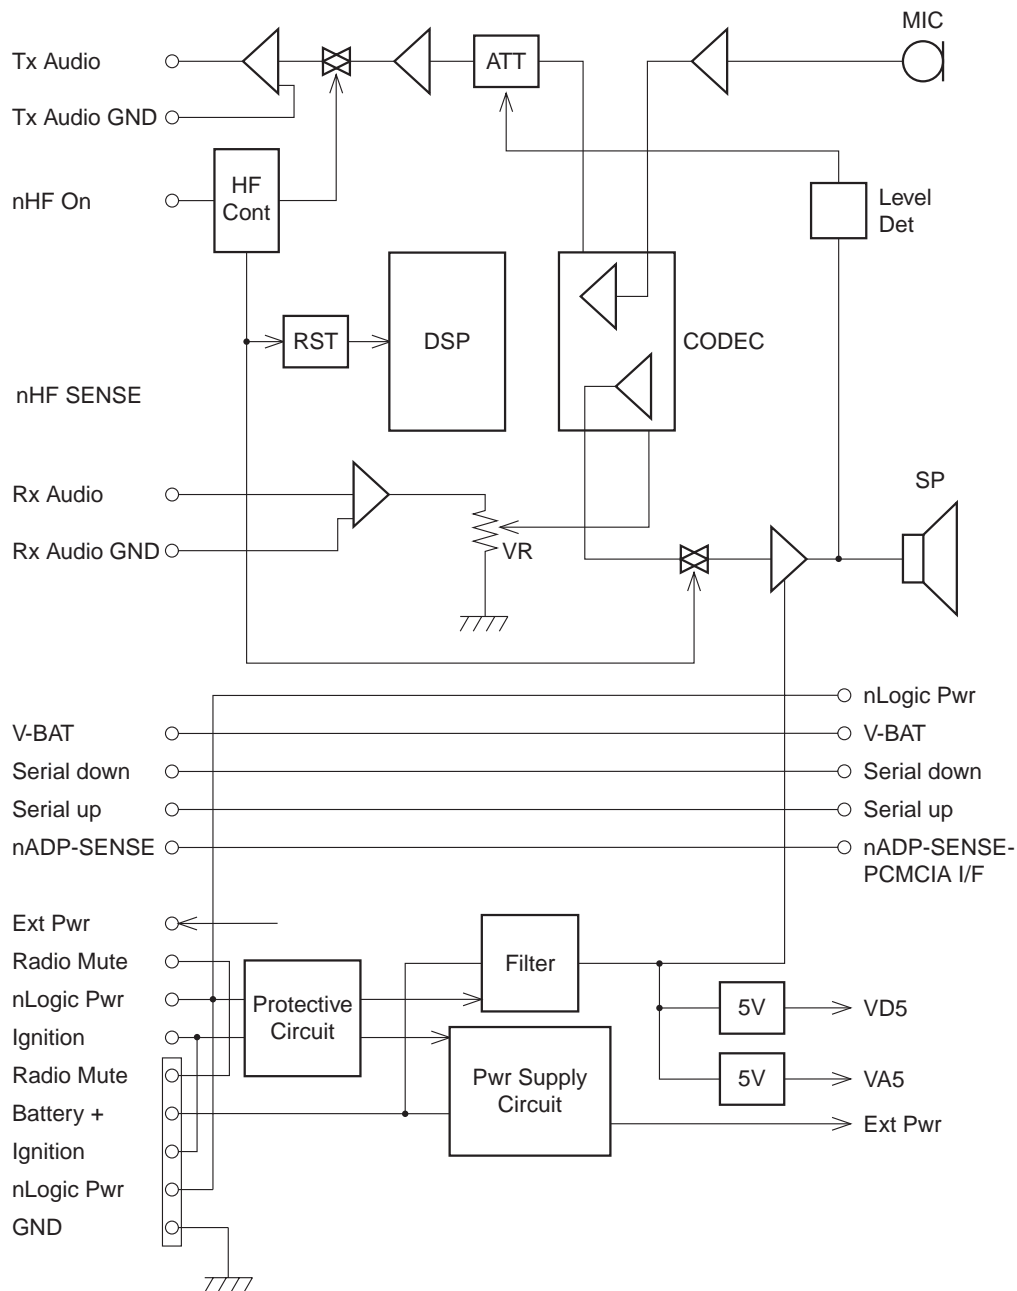 MIC
Tx Audio
ATT
Tx Audio GND
HF
Cont
nHF On
Level
Det
RST
DSP
CODEC
nHF SENSE
SP
Rx Audio
Rx Audio GND
VR
nLogic Pwr
V-BAT
V-BAT
Serial down
Serial down
Serial up
Serial up
nADP-SENSE
nADP-SENSE-
PCMCIA I/F
Ext Pwr
Radio Mute
Filter
nLogic Pwr
Protective
Circuit
5V
VD5
Ignition
Radio Mute
Pwr Supply
Circuit
5V
VA5
Battery +
Ext Pwr
Ignition
nLogic Pwr
GND